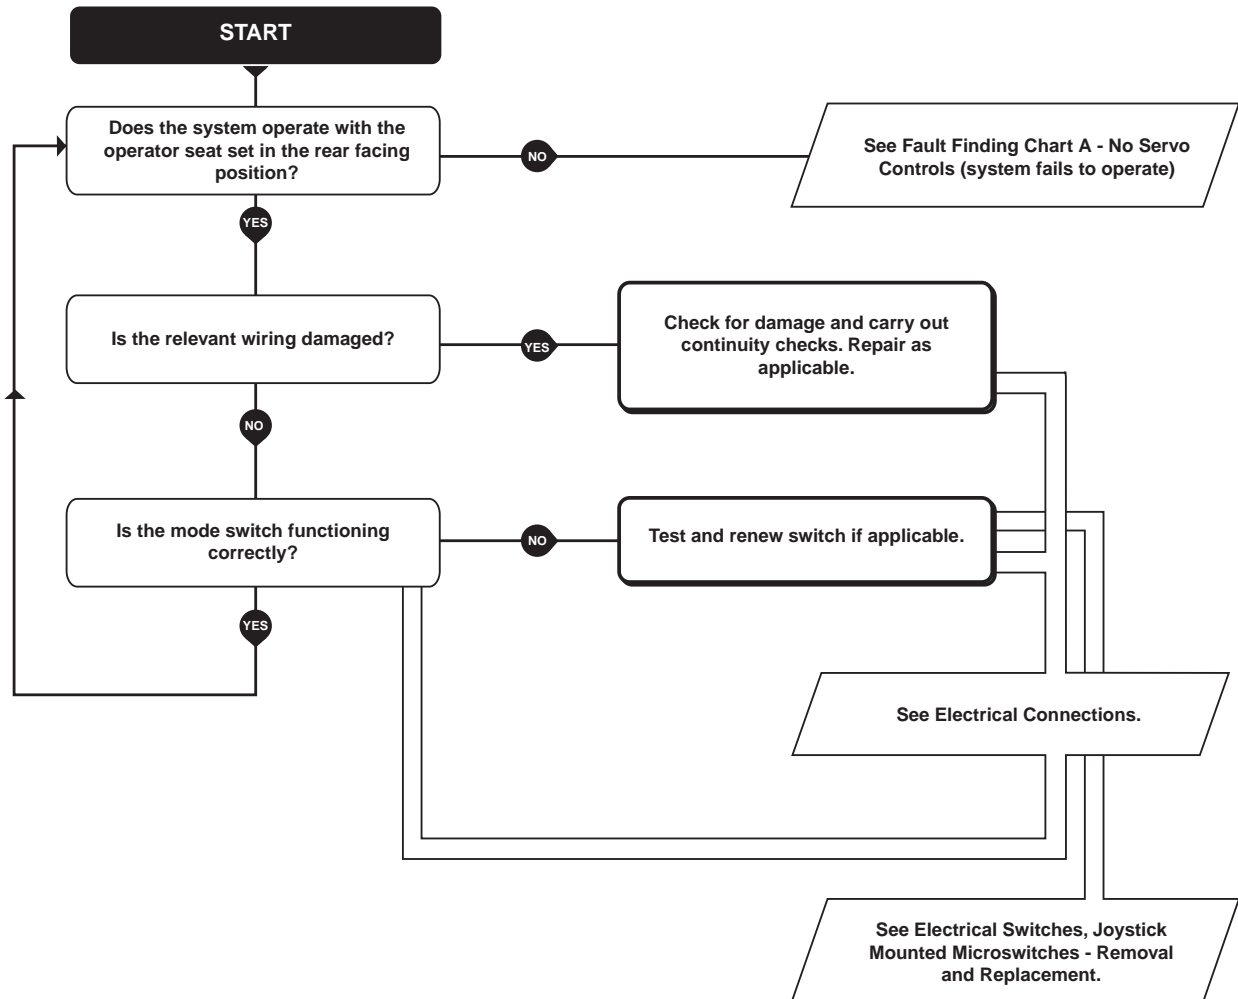 START
Does the system operate with the
operator seat set in the rear facing
position?
NO
See Fault Finding Chart A - No Servo
Controls (system fails to operate)
YES
Is the relevant wiring damaged?
YES
Check for damage and carry out
continuity checks. Repair as
applicable.
NO
Is the mode switch functioning
correctly?
NO
Test and renew switch if applicable.
YES
See Electrical Connections.
See Electrical Switches, Joystick
Mounted Microswitches - Removal
and Replacement.